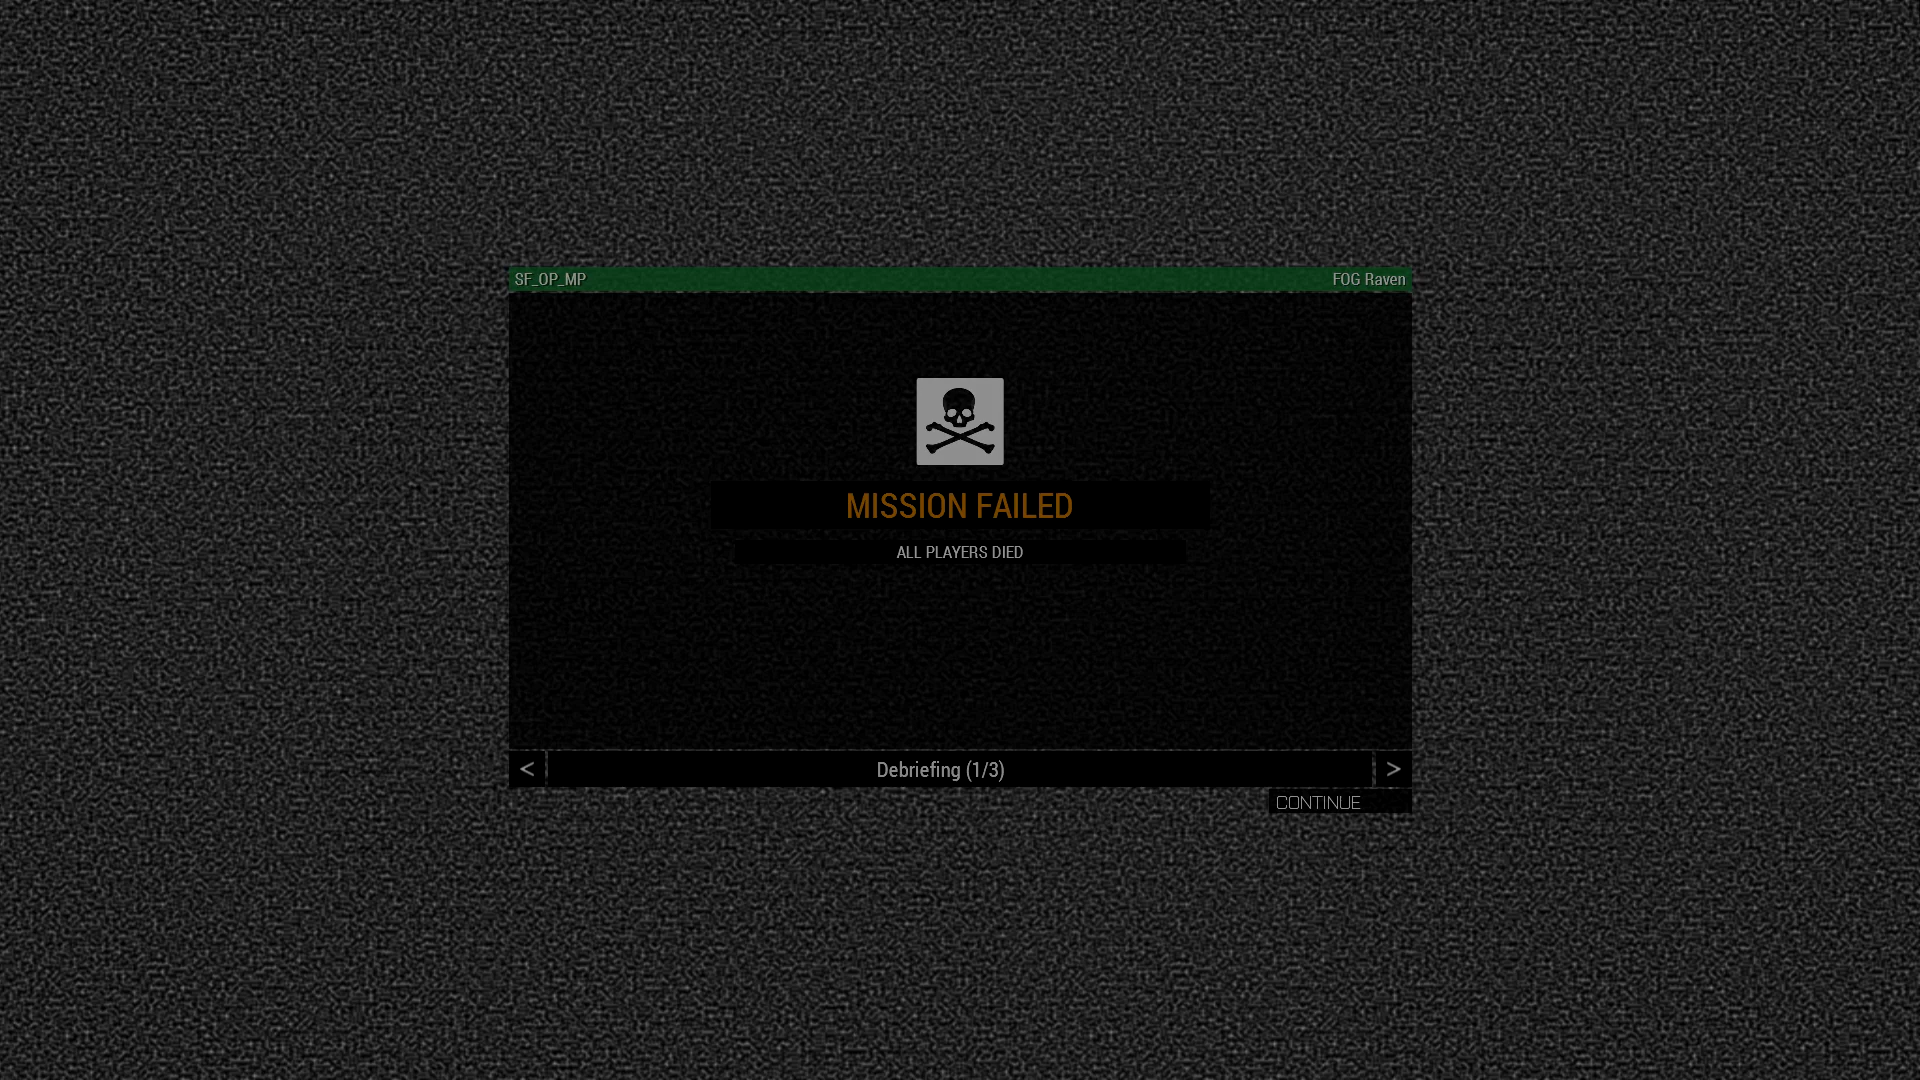 SF_OP_MP
FOG Raven
MISSION FAILED
ALL PLAYERS DIED
< Debriefing (1/3) >
CONTINUE